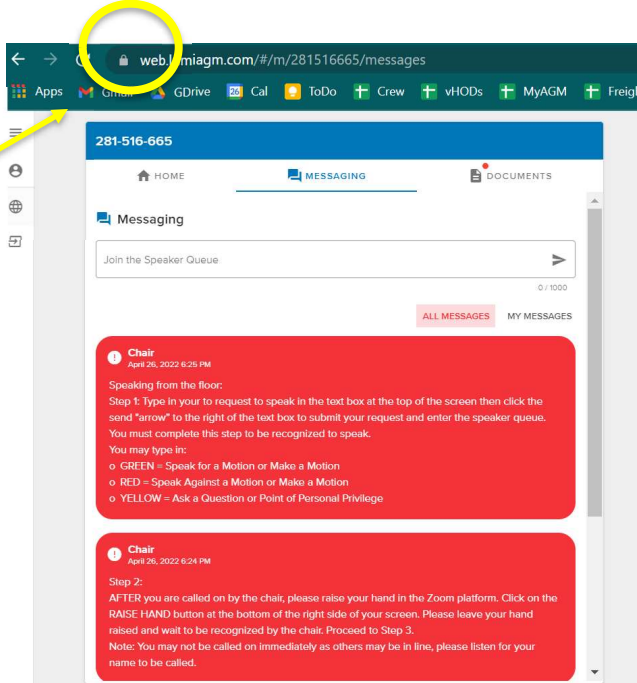 web.lumiagm.com/#/m/281516665/messages
Apps Gmail GDrive 26 Cal ToDo Crew vHODs MyAGM
281-516-665
HOME MESSAGING DOCUMENTS
Messaging
Join the Speaker Queue
0 / 1000
ALL MESSAGES MY MESSAGES
Chair
April 26, 2022 6:25 PM
Speaking from the floor:
Step 1: Type in your to request to speak in the text box at the top of the screen then click the
send "arrow" to the right of the text box to submit your request and enter the speaker queue.
You must complete this step to be recognized to speak.
You may type in:
o GREEN = Speak for a Motion or Make a Motion
o RED = Speak Against a Motion or Make a Motion
o YELLOW = Ask a Question or Point of Personal Privilege
Chair
April 26, 2022 6:24 PM
Step 2:
AFTER you are called on by the chair, please raise your hand in the Zoom platform. Click on the
RAISE HAND button at the bottom of the right side of your screen. Please leave your hand
raised and wait to be recognized by the chair. Proceed to Step 3.
Note: You may not be called on immediately as others may be in line, please listen for your
name to be called.